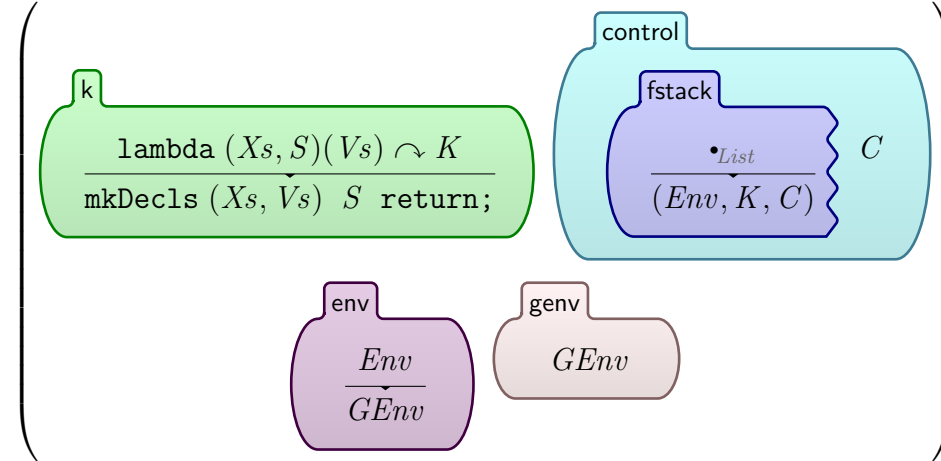 k
lambda (Xs, S)(Vs) ↷ K
mkDecls (Xs, Vs) S return;
control
fstack
•List
(Env, K, C)
C
env
Env
GEnv
genv
GEnv